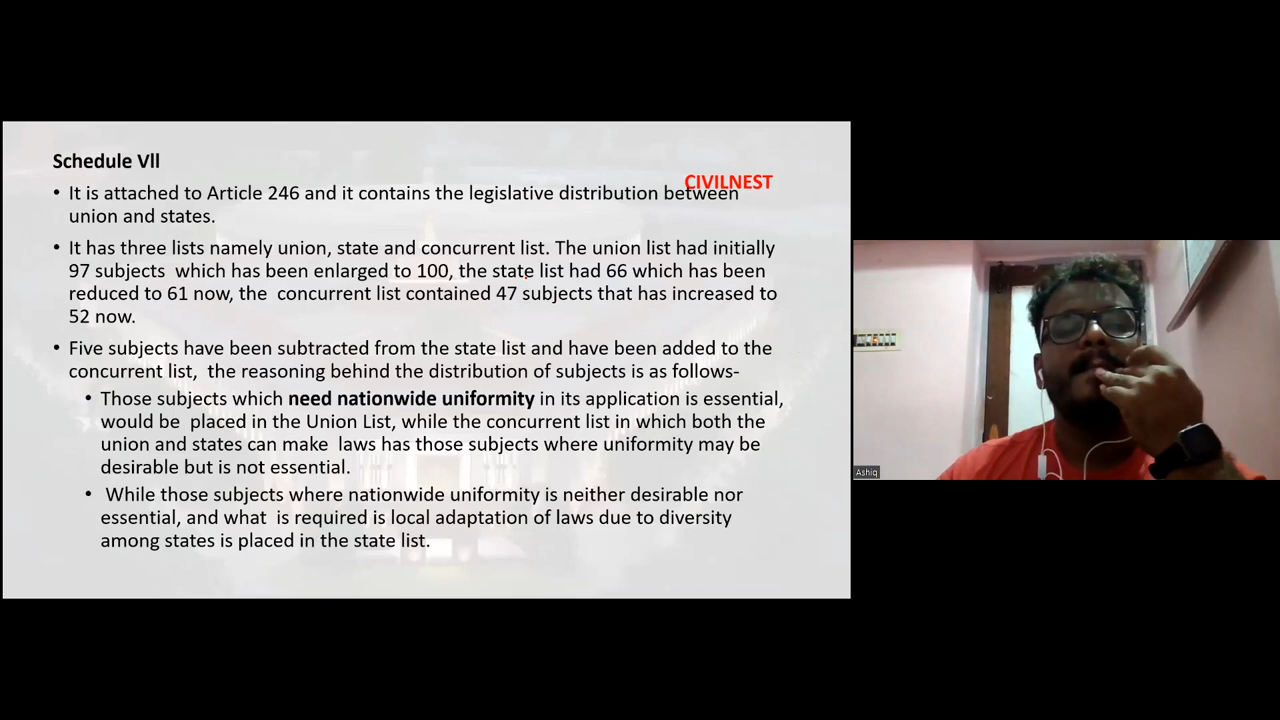 Schedule Vll
CIVILNEST
• It is attached to Article 246 and it contains the legislative distribution between
union and states.
• It has three lists namely union, state and concurrent list. The union list had initially
97 subjects which has been enlarged to 100, the state list had 66 which has been
reduced to 61 now, the concurrent list contained 47 subjects that has increased to
52 now.
• Five subjects have been subtracted from the state list and have been added to the
concurrent list, the reasoning behind the distribution of subjects is as follows-
• Those subjects which need nationwide uniformity in its application is essential,
would be placed in the Union List, while the concurrent list in which both the
union and states can make laws has those subjects where uniformity may be
desirable but is not essential.
• While those subjects where nationwide uniformity is neither desirable nor
essential, and what is required is local adaptation of laws due to diversity
among states is placed in the state list.
Ashiq